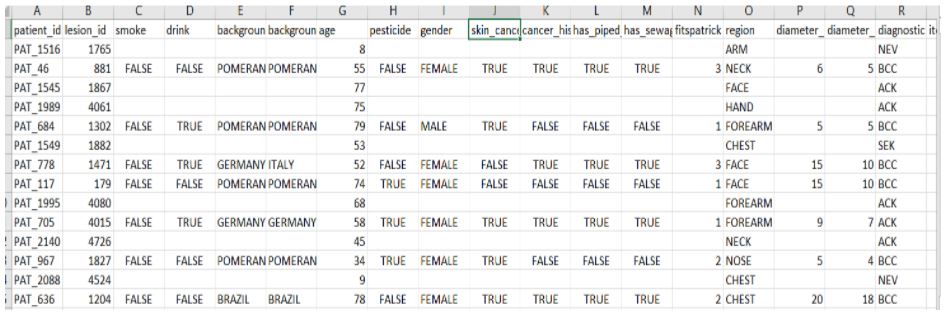 A B C D E F G H I J K L M N O P Q R
patient_id lesion_id smoke drink backgroun backgroun age pesticide gender skin_cance cancer_his has_piped_ has_sewag fitspatrick region diameter_ diameter_ diagnostic ite
PAT_1516 1765 8 ARM NEV
PAT_46 881 FALSE FALSE POMERAN POMERAN 55 FALSE FEMALE TRUE TRUE TRUE TRUE 3 NECK 6 5 BCC
PAT_1545 1867 77 FACE ACK
PAT_1989 4061 75 HAND ACK
PAT_684 1302 FALSE TRUE POMERAN POMERAN 79 FALSE MALE TRUE FALSE FALSE FALSE 1 FOREARM 5 5 BCC
PAT_1549 1882 53 CHEST SEK
PAT_778 1471 FALSE TRUE GERMANY ITALY 52 FALSE FEMALE FALSE TRUE TRUE TRUE 3 FACE 15 10 BCC
PAT_117 179 FALSE FALSE POMERAN POMERAN 74 TRUE FEMALE FALSE FALSE FALSE FALSE 1 FACE 15 10 BCC
PAT_1995 4080 68 FOREARM ACK
PAT_705 4015 FALSE TRUE GERMANY GERMANY 58 TRUE FEMALE TRUE TRUE TRUE TRUE 1 FOREARM 9 7 ACK
PAT_2140 4726 45 NECK ACK
PAT_967 1827 FALSE FALSE POMERAN POMERAN 34 TRUE FEMALE TRUE FALSE FALSE FALSE 2 NOSE 5 4 BCC
PAT_2088 4524 9 CHEST NEV
PAT_636 1204 FALSE FALSE BRAZIL BRAZIL 78 FALSE FEMALE TRUE TRUE TRUE TRUE 2 CHEST 20 18 BCC